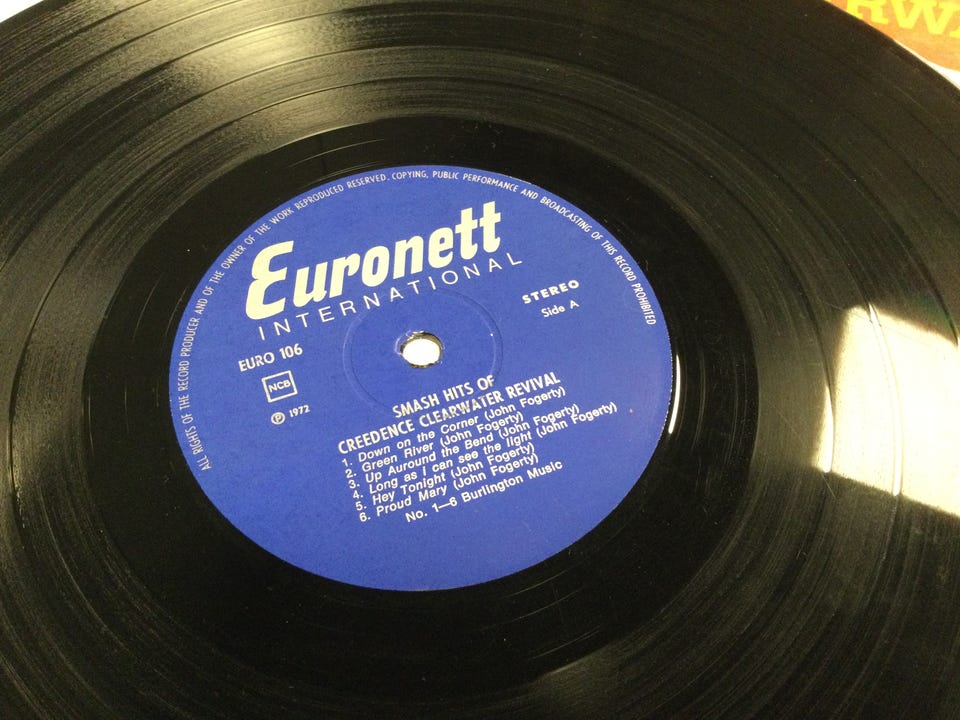 ALL RIGHTS OF THE RECORD PRODUCER AND OF THE OWNER OF THE WORK REPRODUCED RESERVED. COPYING, PUBLIC PERFORMANCE AND BROADCASTING OF THIS RECORD PROHIBITED
Euronett
INTERNATIONAL
STEREO
Side A
EURO 106
NCB
Ⓟ 1972
SMASH HITS OF
CREEDENCE CLEARWATER REVIVAL
1. Down on the Corner (John Fogerty)
2. Green River (John Fogerty)
3. Up Auround the Bend (John Fogerty)
4. Long as I can see the light (John Fogerty)
5. Hey Tonight (John Fogerty)
6. Proud Mary (John Fogerty)
No. 1—6 Burlington Music